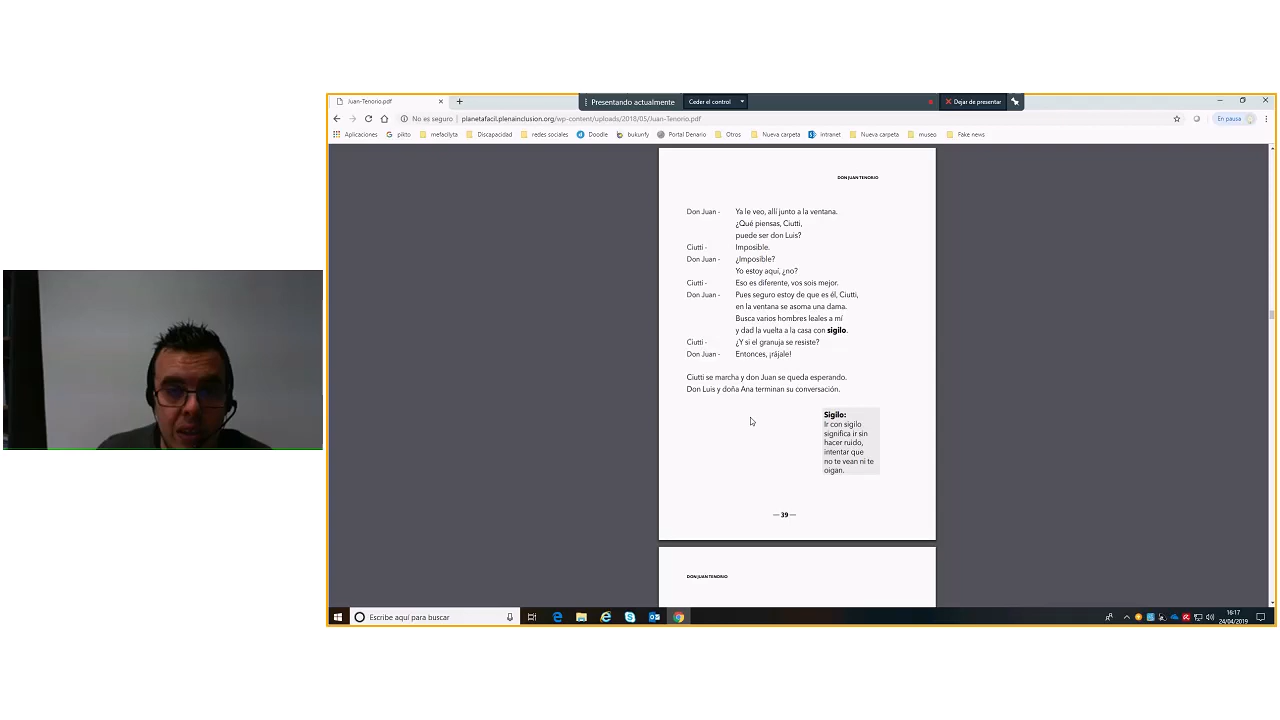 Juan-Tenorio.pdf
Presentando actualmente
Ceder el control
Dejar de presentar
No es seguro
planetafacil.plenainclusion.org/wp-content/uploads/2018/05/Juan-Tenorio.pdf
En pausa
Aplicaciones
pikto
mefacilyta
Discapacidad
redes sociales
Doodle
bukunfy
Portal Denario
Otros
Nueva carpeta
intranet
Nueva carpeta
museo
Fake news
DON JUAN TENORIO
Don Juan - Ya le veo, allí junto a la ventana.
¿Qué piensas, Ciutti,
puede ser don Luis?
Ciutti - Imposible.
Don Juan - ¿Imposible?
Yo estoy aquí, ¿no?
Ciutti - Eso es diferente, vos sois mejor.
Don Juan - Pues seguro estoy de que es él, Ciutti,
en la ventana se asoma una dama.
Busca varios hombres leales a mí
y dad la vuelta a la casa con sigilo.
Ciutti - ¿Y si el granuja se resiste?
Don Juan - Entonces, ¡rájale!
Ciutti se marcha y don Juan se queda esperando.
Don Luis y doña Ana terminan su conversación.
Sigilo:
Ir con sigilo
significa ir sin
hacer ruido,
intentar que
no te vean ni te
oigan.
— 39 —
DON JUAN TENORIO
Escribe aquí para buscar
16:17
24/04/2019